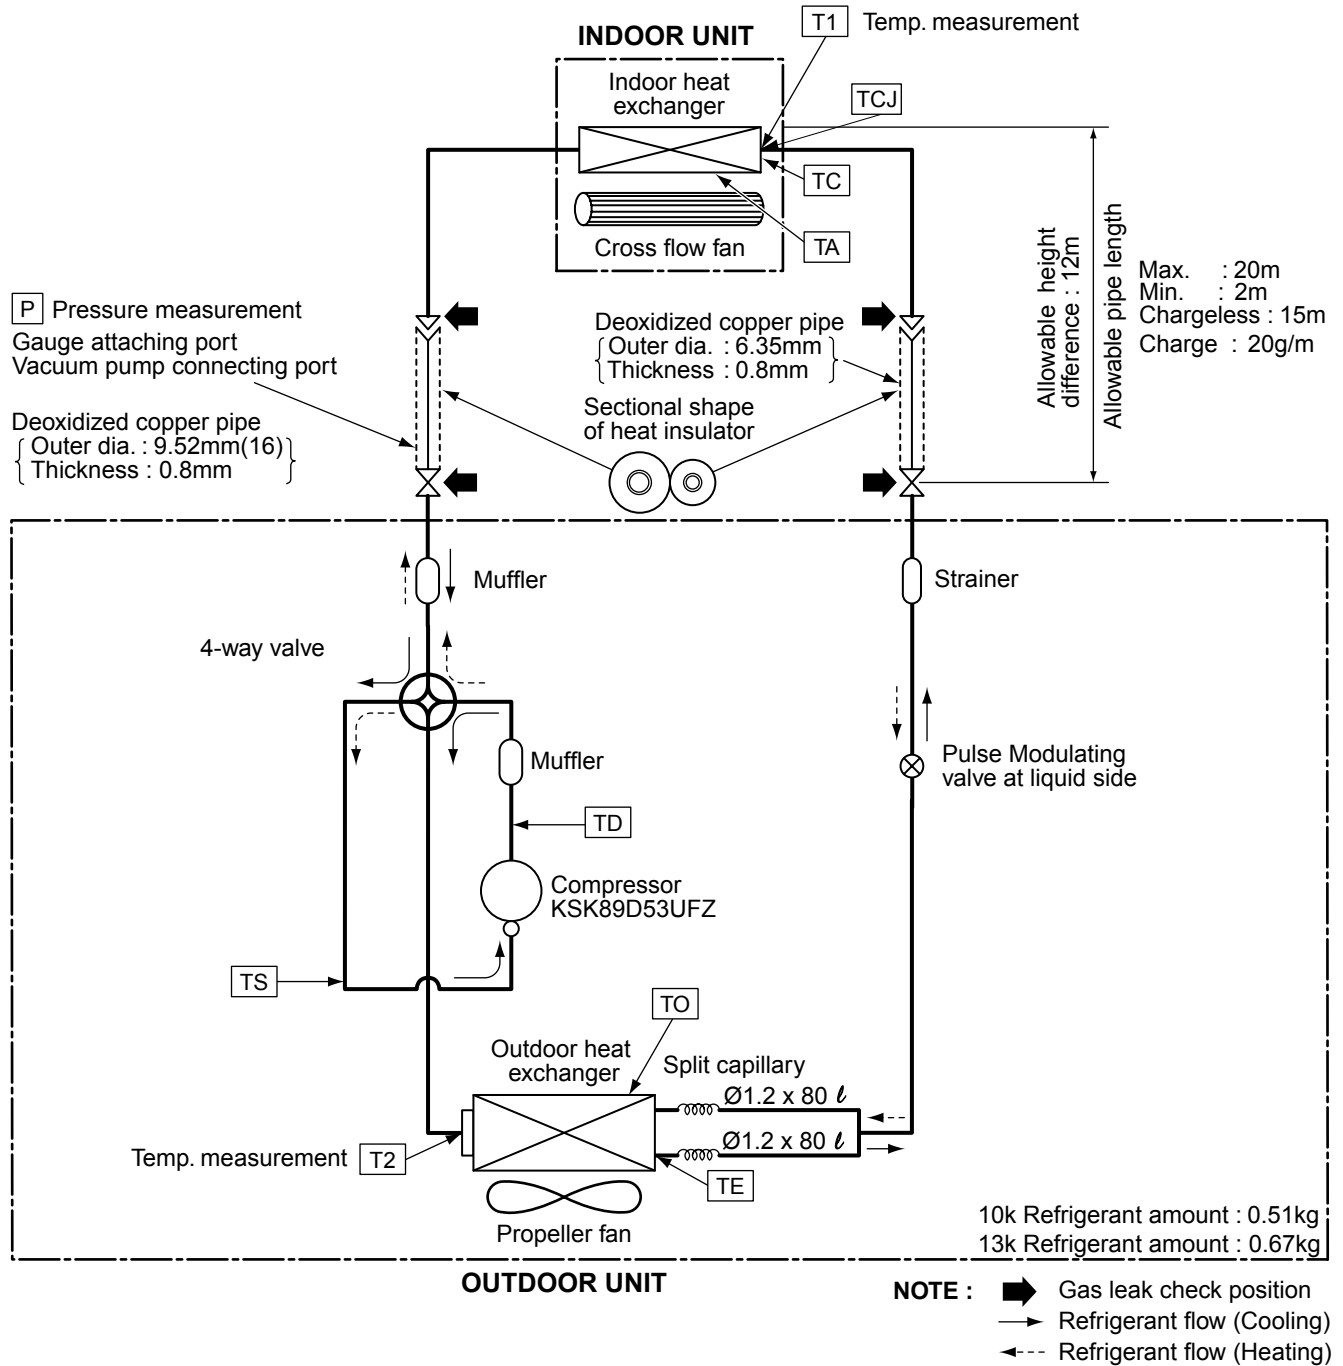 T1 Temp. measurement
INDOOR UNIT
Indoor heat
exchanger
TCJ
TC
Cross flow fan
TA
Allowable height
difference : 12m
Allowable pipe length
Max. : 20m
Min. : 2m
Chargeless : 15m
Charge : 20g/m
P Pressure measurement
Gauge attaching port
Vacuum pump connecting port
Deoxidized copper pipe
Outer dia. : 9.52mm(16)
Thickness : 0.8mm
Deoxidized copper pipe
Outer dia. : 6.35mm
Thickness : 0.8mm
Sectional shape
of heat insulator
Muffler
Strainer
4-way valve
Muffler
Pulse Modulating
valve at liquid side
TD
Compressor
KSK89D53UFZ
TS
TO
Outdoor heat
exchanger
Split capillary
Ø1.2 x 80 ℓ
Ø1.2 x 80 ℓ
Temp. measurement T2
TE
Propeller fan
10k Refrigerant amount : 0.51kg
13k Refrigerant amount : 0.67kg
OUTDOOR UNIT
NOTE : Gas leak check position
Refrigerant flow (Cooling)
Refrigerant flow (Heating)